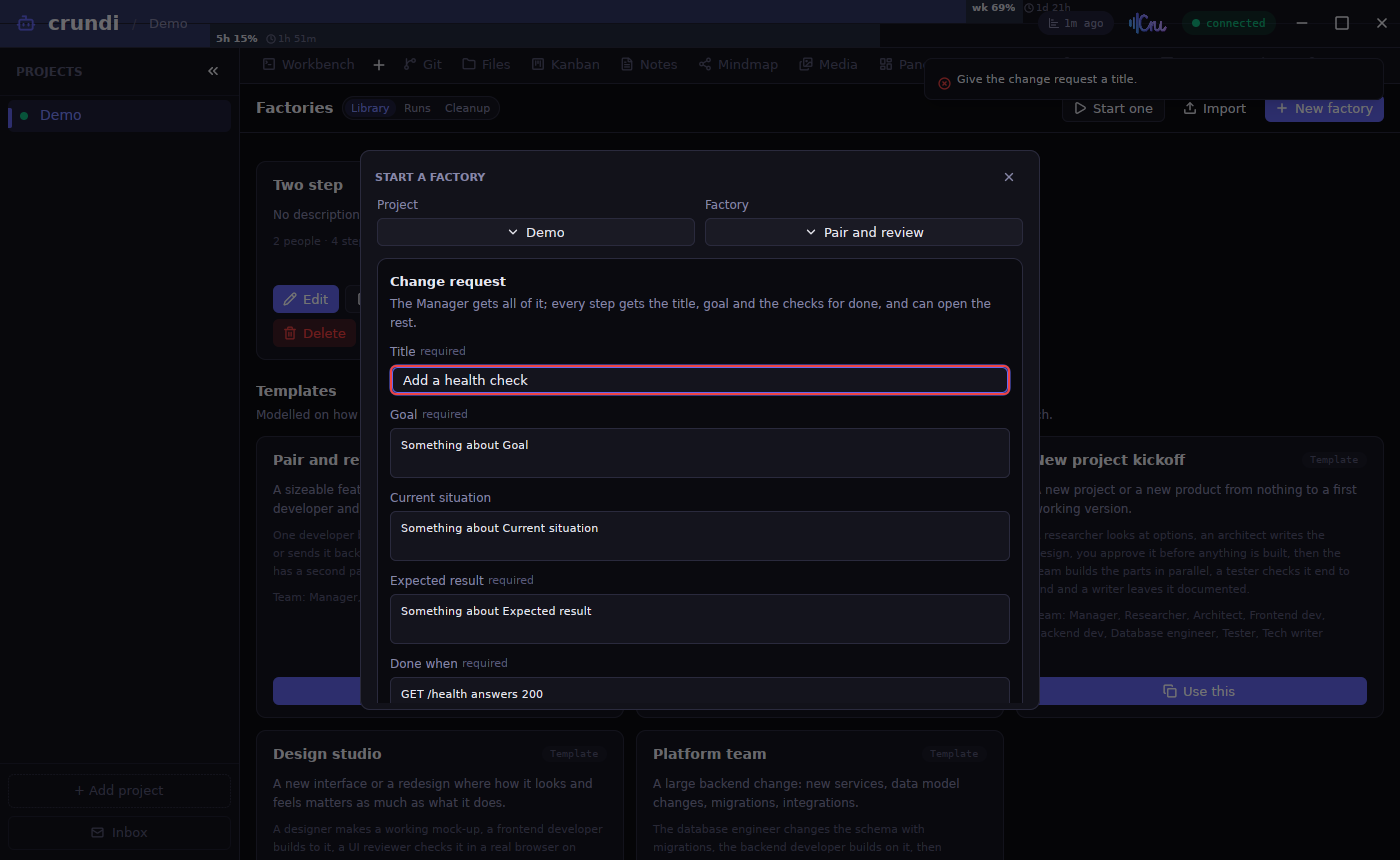 wk 69% 1d 21h
crundi / Demo
1m ago
Cru
connected
5h 15% 1h 51m
PROJECTS
Workbench
Git
Files
Kanban
Notes
Mindmap
Media
Give the change request a title.
Demo
Factories
Library
Runs
Cleanup
Start one
Import
New factory
Two step
No description
2 people · 4
Edit
Delete
START A FACTORY
Project
Factory
Demo
Pair and review
Change request
The Manager gets all of it; every step gets the title, goal and the checks for done, and can open the
rest.
Title required
Add a health check
Goal required
Something about Goal
Current situation
Something about Current situation
Expected result required
Something about Expected result
Done when required
GET /health answers 200
Templates
Modelled on how
Pair and
A sizeable
developer and
One developer
or sends it back
has a second
Team: Manager,
New project kickoff
Template
new project or a new product from nothing to a first
working version.
researcher looks at options, an architect writes the
design, you approve it before anything is built, then the
team builds the parts in parallel, a tester checks it end to
end and a writer leaves it documented.
Team: Manager, Researcher, Architect, Frontend dev,
Backend dev, Database engineer, Tester, Tech writer
Use this
Design studio
Template
A new interface or a redesign where how it looks and
feels matters as much as what it does.
A designer makes a working mock-up, a frontend developer
builds to it, a UI reviewer checks it in a real browser on
Platform team
Template
A large backend change: new services, data model
changes, migrations, integrations.
The database engineer changes the schema with
migrations, the backend developer builds on it, then
+ Add project
Inbox